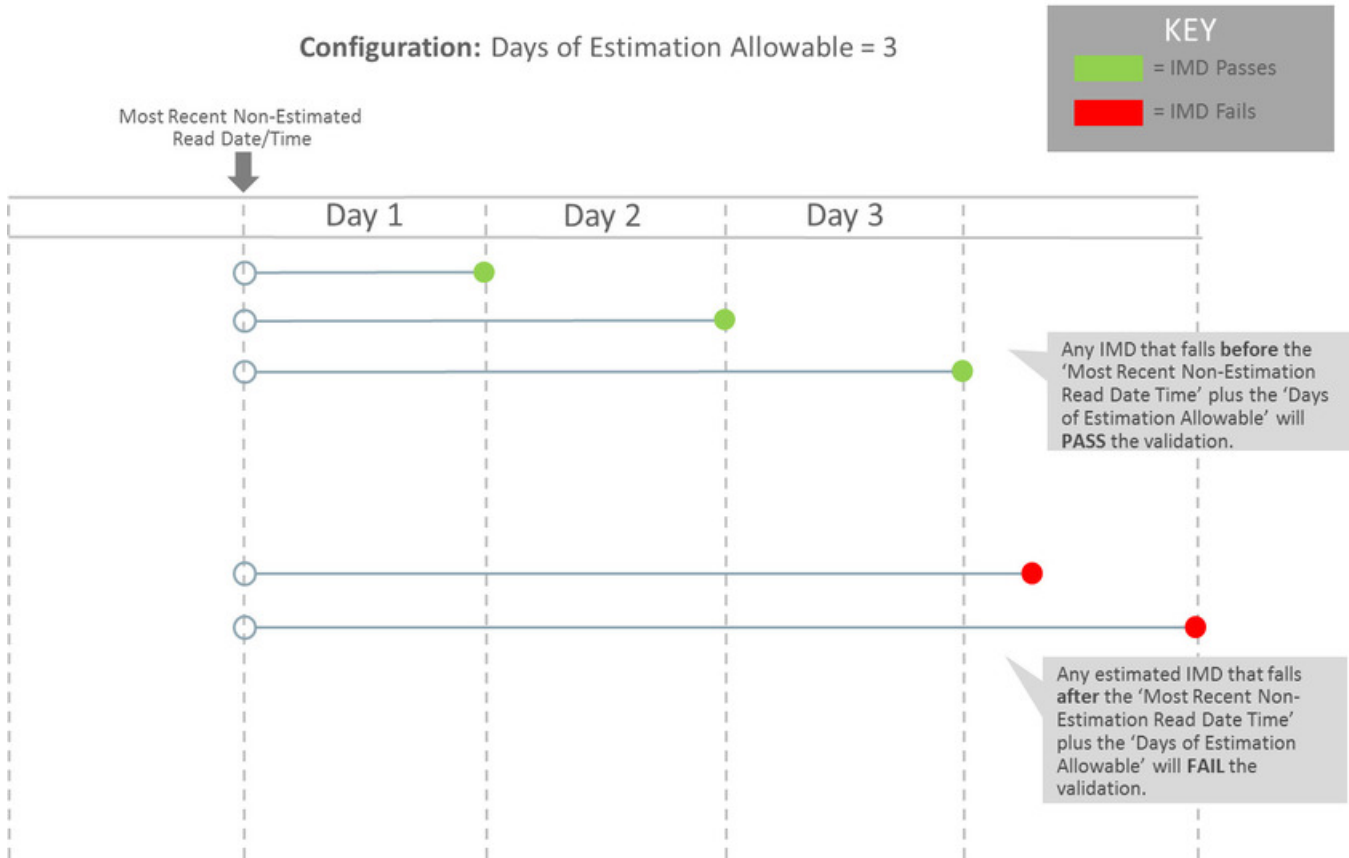 Configuration: Days of Estimation Allowable = 3
KEY
= IMD Passes
= IMD Fails
Most Recent Non-Estimated
Read Date/Time
Day 1
Day 2
Day 3
Any IMD that falls before the
‘Most Recent Non-Estimation
Read Date Time’ plus the ‘Days
of Estimation Allowable’ will
PASS the validation.
Any estimated IMD that falls
after the ‘Most Recent Non-
Estimation Read Date Time’
plus the ‘Days of Estimation
Allowable’ will FAIL the
validation.